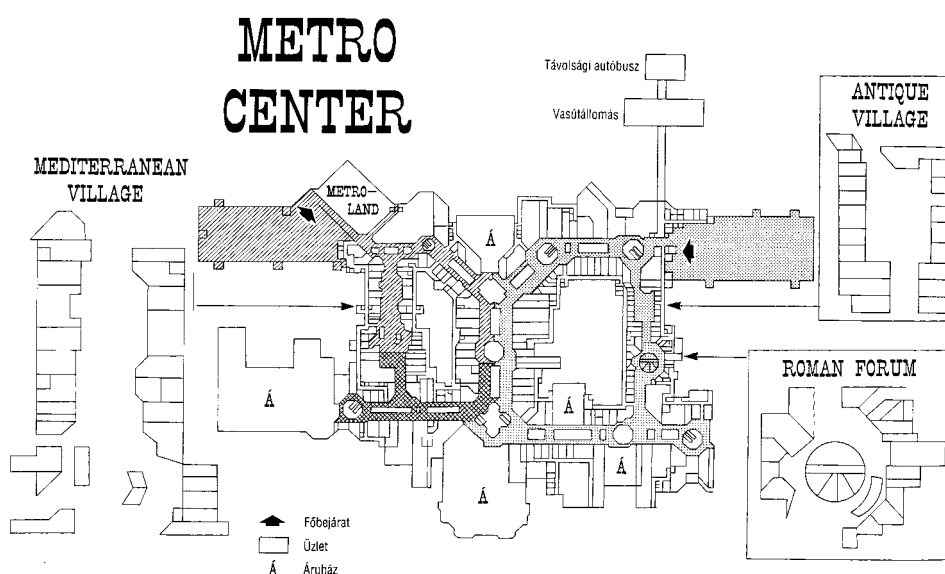 METRO
CENTER
Távolsági autóbusz
Vasútállomás
ANTIQUE
VILLAGE
MEDITERRANEAN
VILLAGE
METRO-
LAND
Á
Á
Á
Á
Á
ROMAN FORUM
Főbejárat
Üzlet
Á Áruház